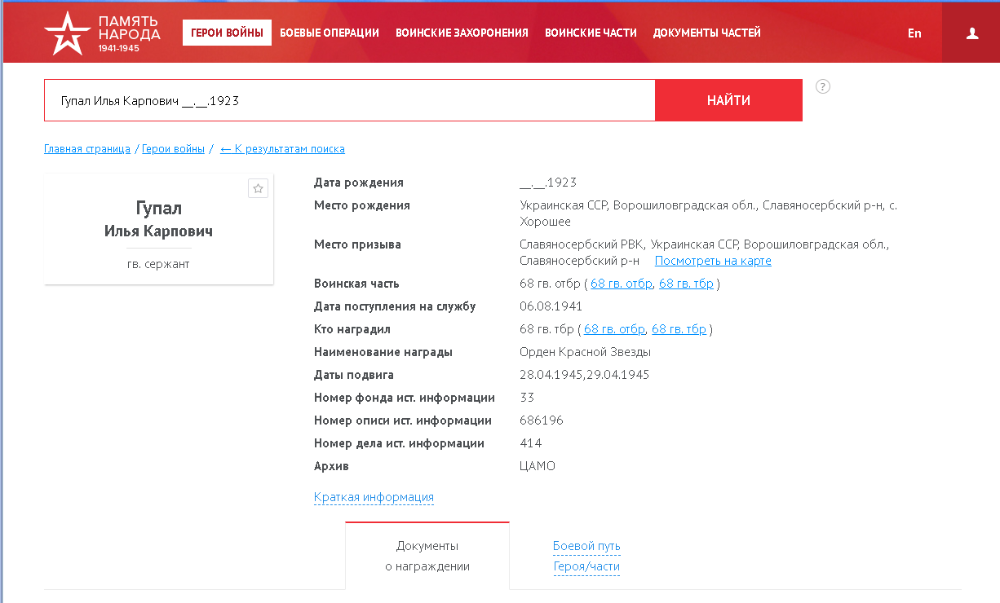 ПАМЯТЬ
НАРОДА
1941-1945
ГЕРОИ ВОЙНЫ БОЕВЫЕ ОПЕРАЦИИ ВОИНСКИЕ ЗАХОРОНЕНИЯ ВОИНСКИЕ ЧАСТИ ДОКУМЕНТЫ ЧАСТЕЙ En
Гупал Илья Карпович __.__.1923 НАЙТИ ?
Главная страница / Герои войны / ← К результатам поиска
Гупал
Илья Карпович
гв. сержант
Дата рождения __.__.1923
Место рождения Украинская ССР, Ворошиловградская обл., Славяносербский р-н, с.
Хорошее
Место призыва Славяносербский РВК, Украинская ССР, Ворошиловградская обл.,
Славяносербский р-н Посмотреть на карте
Воинская часть 68 гв. отбр ( 68 гв. отбр, 68 гв. тбр )
Дата поступления на службу 06.08.1941
Кто наградил 68 гв. тбр ( 68 гв. отбр, 68 гв. тбр )
Наименование награды Орден Красной Звезды
Даты подвига 28.04.1945,29.04.1945
Номер фонда ист. информации 33
Номер описи ист. информации 686196
Номер дела ист. информации 414
Архив ЦАМО
Краткая информация
Документы
о награждении
Боевой путь
Героя/части